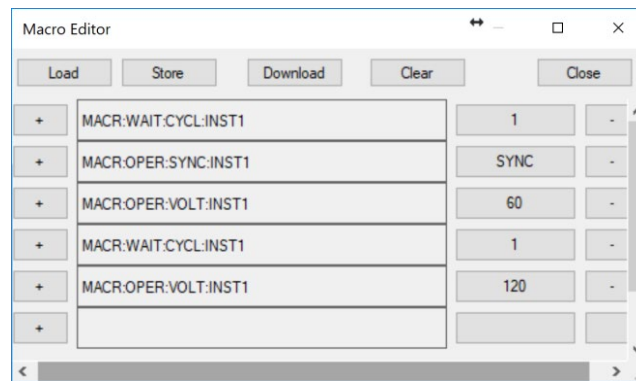 Macro Editor
Load Store Download Clear Close
+ MACR:WAIT:CYCL:INST1 1 -
+ MACR:OPER:SYNC:INST1 SYNC -
+ MACR:OPER:VOLT:INST1 60 -
+ MACR:WAIT:CYCL:INST1 1 -
+ MACR:OPER:VOLT:INST1 120 -
+